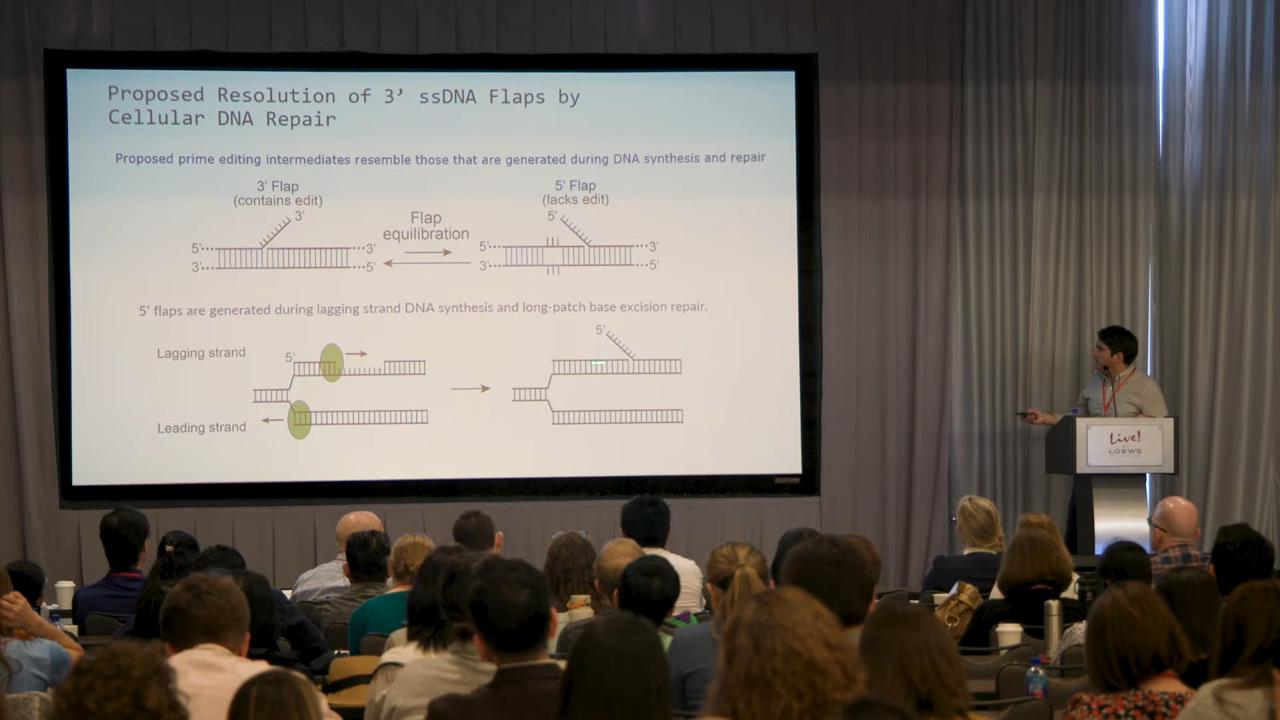 Proposed Resolution of 3’ ssDNA Flaps by
Cellular DNA Repair
Proposed prime editing intermediates resemble those that are generated during DNA synthesis and repair
3' Flap
(contains edit)
3'
5'
3'
3'
5'
Flap
equilibration
5' Flap
(lacks edit)
5'
5'
3'
3'
5'
5' flaps are generated during lagging strand DNA synthesis and long-patch base excision repair.
Lagging strand
5'
Leading strand
5'
Live!
LOEWS